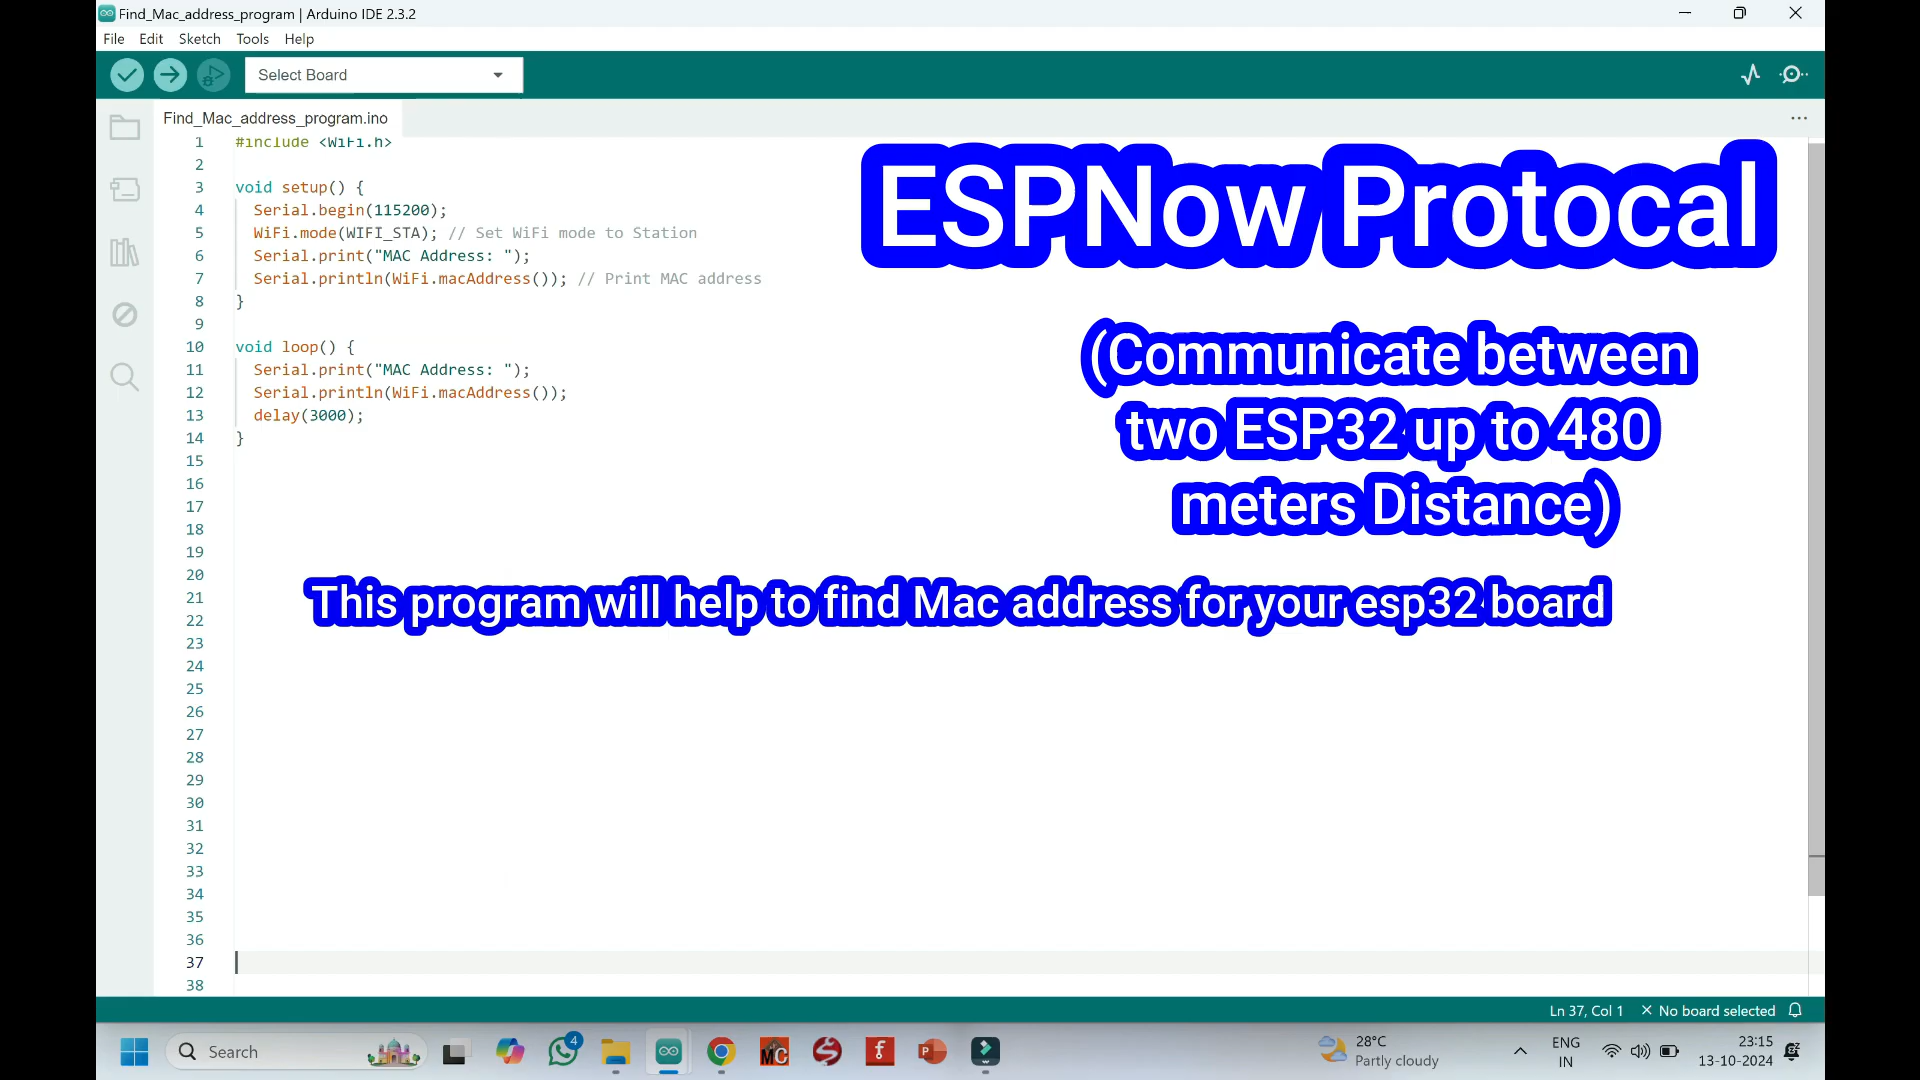 Find_Mac_address_program | Arduino IDE 2.3.2
File Edit Sketch Tools Help
Select Board
Find_Mac_address_program.ino
1 #include <WiFi.h>
2
3 void setup() {
4 Serial.begin(115200);
5 WiFi.mode(WIFI_STA); // Set WiFi mode to Station
6 Serial.print("MAC Address: ");
7 Serial.println(WiFi.macAddress()); // Print MAC address
8 }
9
10 void loop() {
11 Serial.print("MAC Address: ");
12 Serial.println(WiFi.macAddress());
13 delay(3000);
14 }
15
16
17
18
19
20
21
22
23
24
25
26
27
28
29
30
31
32
33
34
35
36
37
38
ESPNow Protocal
(Communicate between
two ESP32 up to 480
meters Distance)
This program will help to find Mac address for your esp32 board
Ln 37, Col 1 × No board selected
Search
4
MC
f
P
28°C
Partly cloudy
ENG
IN
23:15
13-10-2024